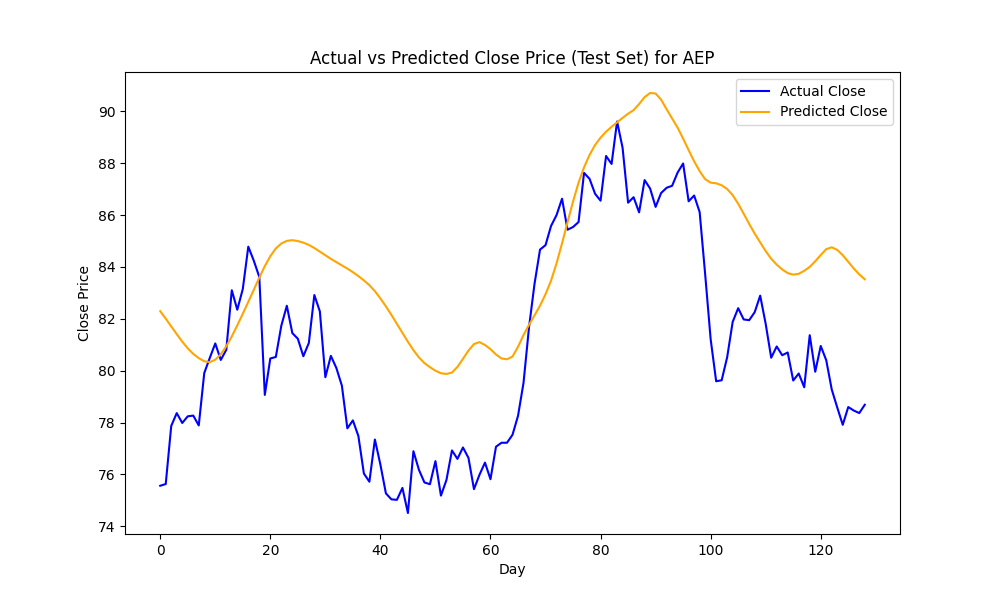 Actual vs Predicted Close Price (Test Set) for AEP
Actual Close
Predicted Close
90
88
86
84
82
80
78
76
74
Close Price
0 20 40 60 80 100 120
Day